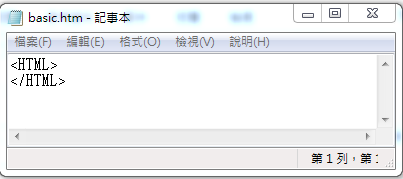 basic.htm - 記事本
檔案(F) 編輯(E) 格式(O) 檢視(V) 說明(H)
<HTML>
</HTML>
第 1 列，第